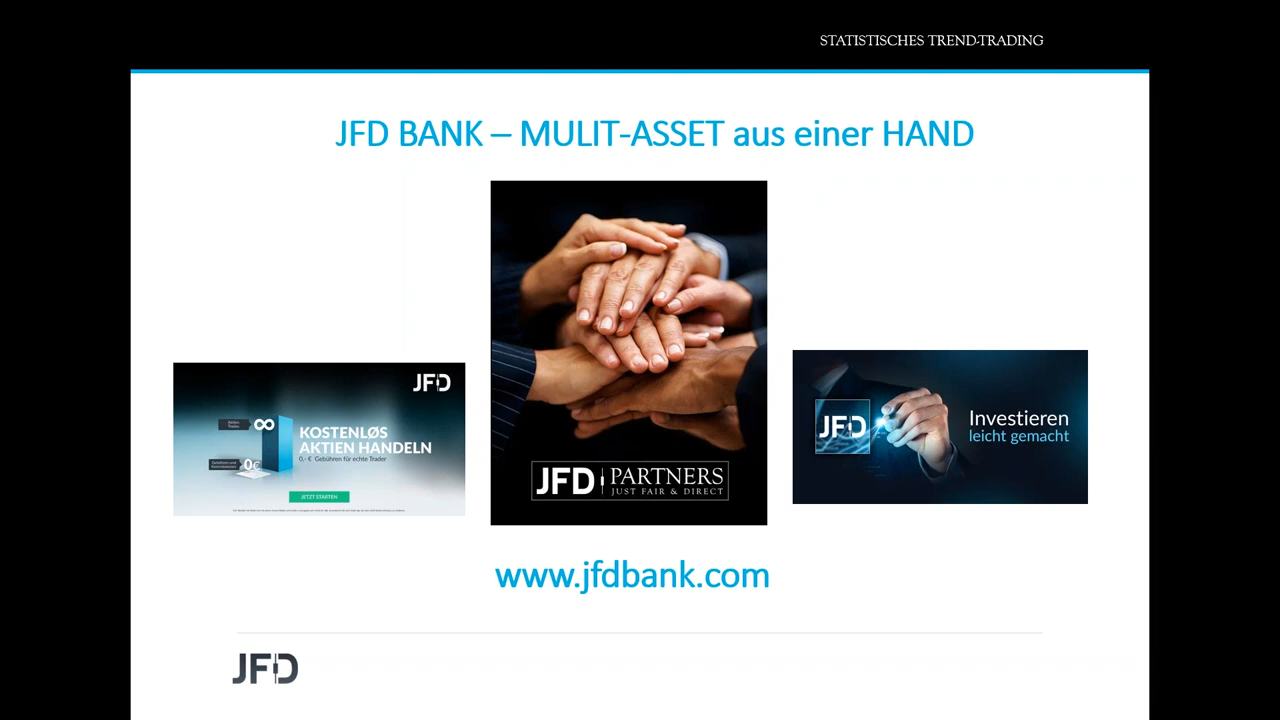 STATISTISCHES TREND-TRADING
JFD BANK – MULIT-ASSET aus einer HAND
JFD
KOSTENLØS
AKTIEN HANDELN
0,- € Gebühren für echte Trader
0€
JETZT STARTEN
JFD PARTNERS
JUST FAIR & DIRECT
JFD
Investieren
leicht gemacht
www.jfdbank.com
JFD